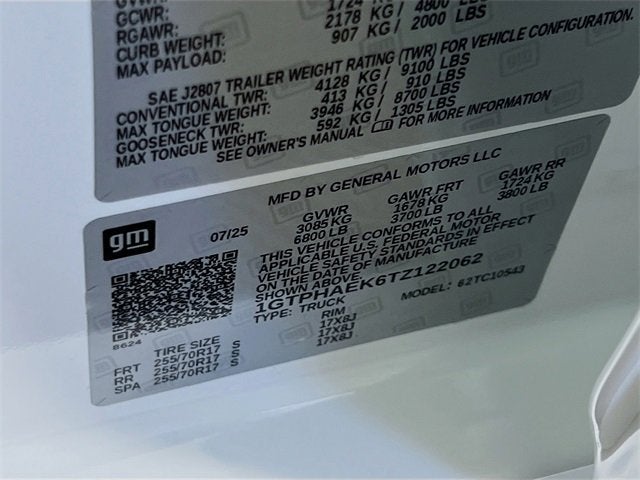 GVWR:
GCWR: 1724 KG / 4800 LBS
RGAWR: 2178 KG / 2000 LBS
CURB WEIGHT: 907 KG /
MAX PAYLOAD:
SAE J2807 TRAILER WEIGHT RATING (TWR) FOR VEHICLE CONFIGURATION.
CONVENTIONAL TWR: 4128 KG / 9100 LBS
MAX TONGUE WEIGHT: 413 KG / 910 LBS
GOOSENECK TWR: 3946 KG / 8700 LBS
MAX TONGUE WEIGHT: 592 KG / 1305 LBS
SEE OWNER'S MANUAL gm FOR MORE INFORMATION
gm
MFD BY GENERAL MOTORS LLC
07/25 GVWR GAWR FRT GAWR RR
3085 KG 1678 KG 1724 KG
6800 LB 3700 LB 3800 LB
THIS VEHICLE CONFORMS TO ALL
APPLICABLE U.S. FEDERAL MOTOR
VEHICLE SAFETY STANDARDS IN EFFECT
ON THE DATE OF MANUFACTURE
SHOWN ABOVE.
1GTPHAEK6TZ122062
TYPE: TRUCK MODEL: 62TC10543
8624
TIRE SIZE RIM
FRT 255/70R17 S 17X8J
RR 255/70R17 S 17X8J
SPA 255/70R17 S 17X8J